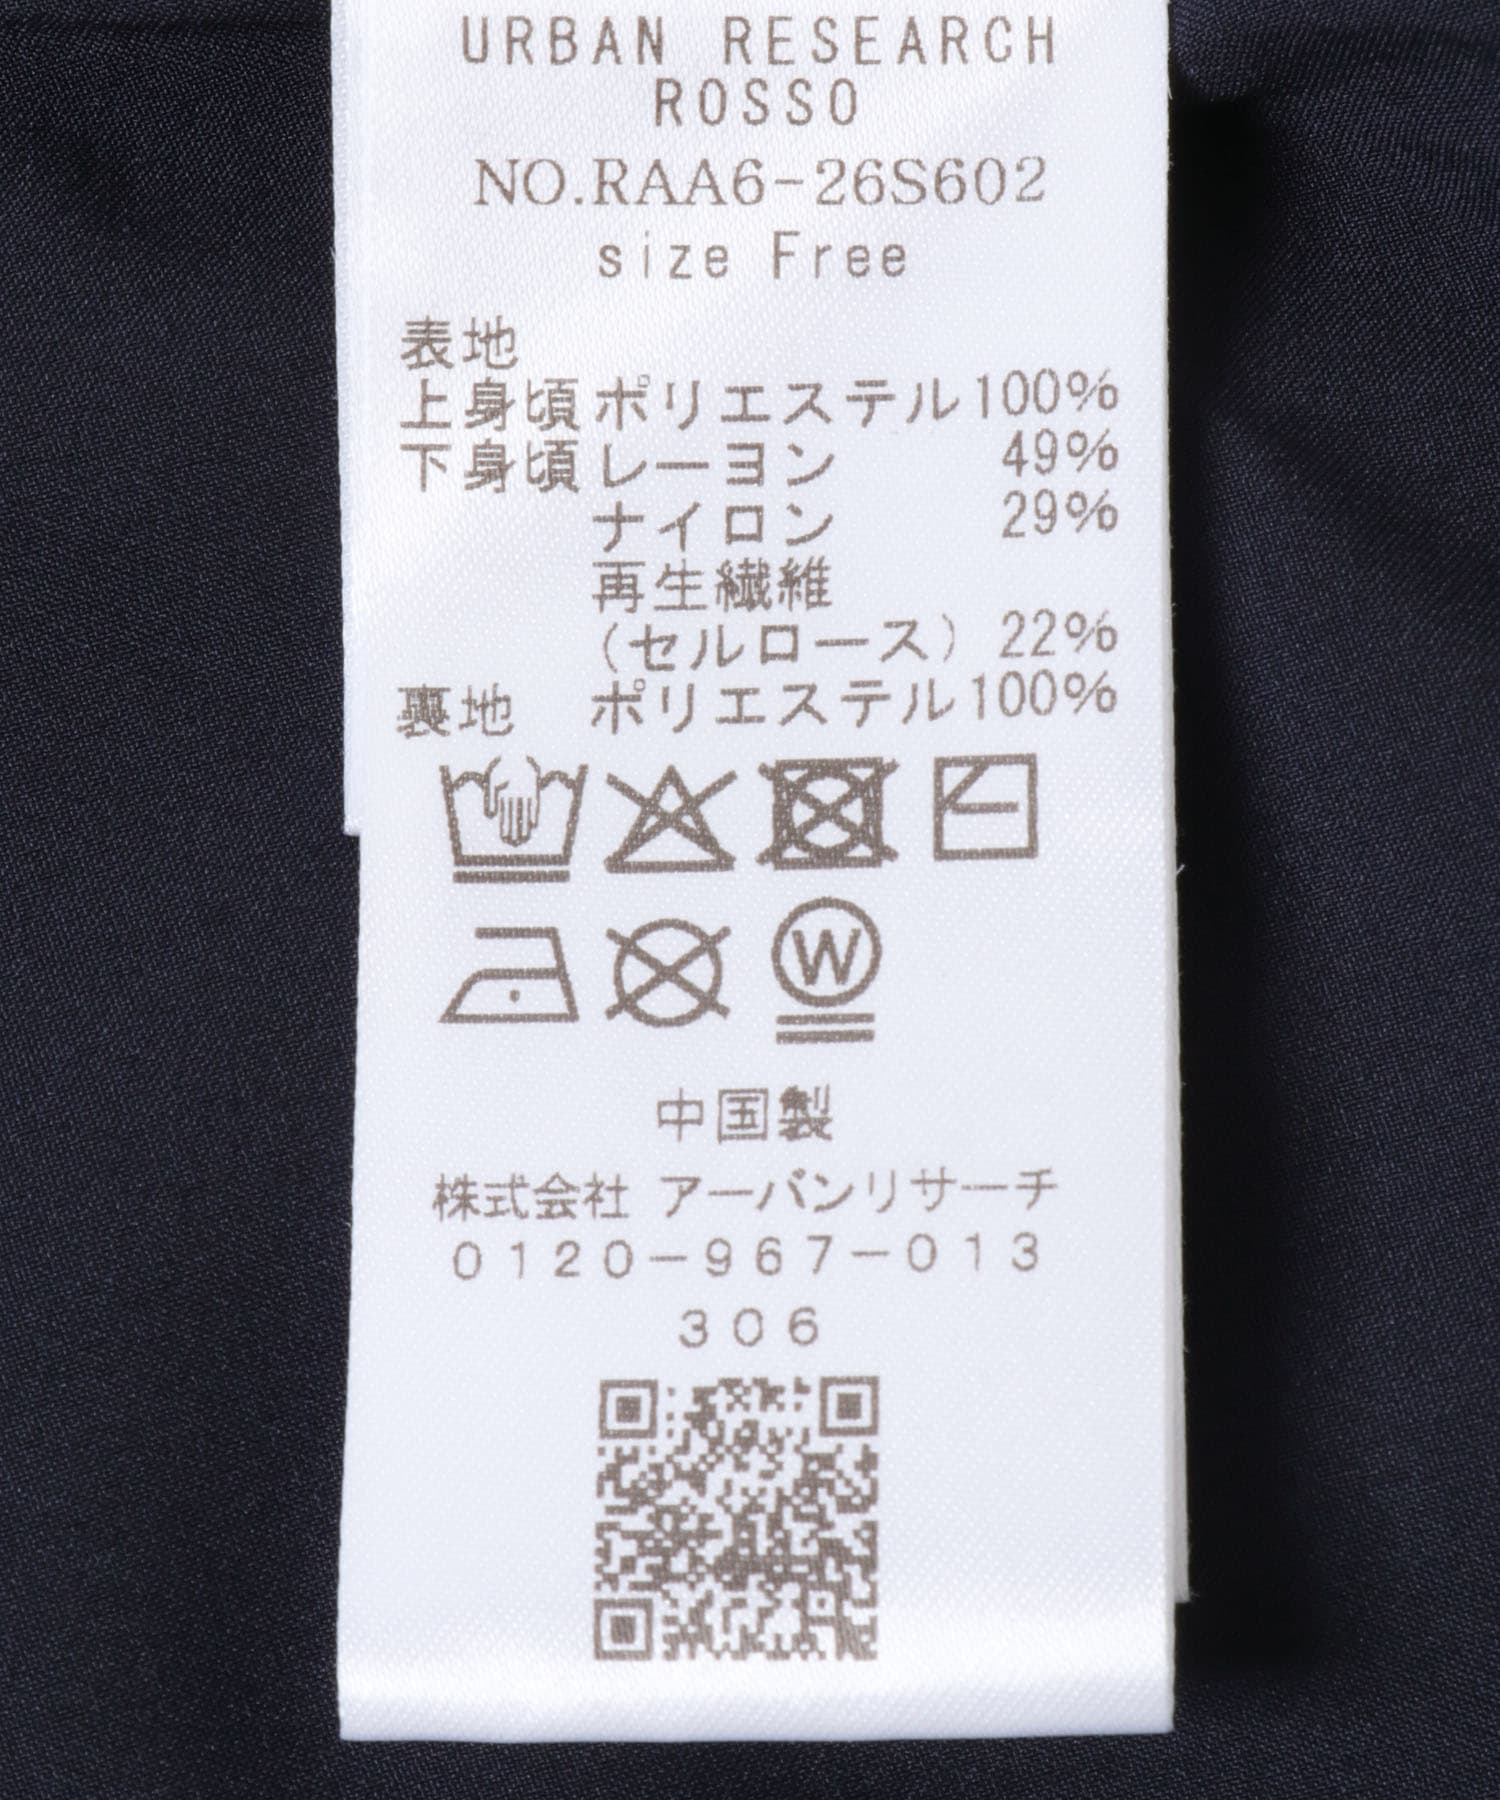 URBAN RESEARCH
ROSSO
NO.RAA6-26S602
size Free
表地
上身頃ポリエステル100%
下身頃レーヨン 49%
ナイロン 29%
再生繊維
(セルロース) 22%
裏地 ポリエステル100%
W
中国製
株式会社 アーバンリサーチ
0120-967-013
306